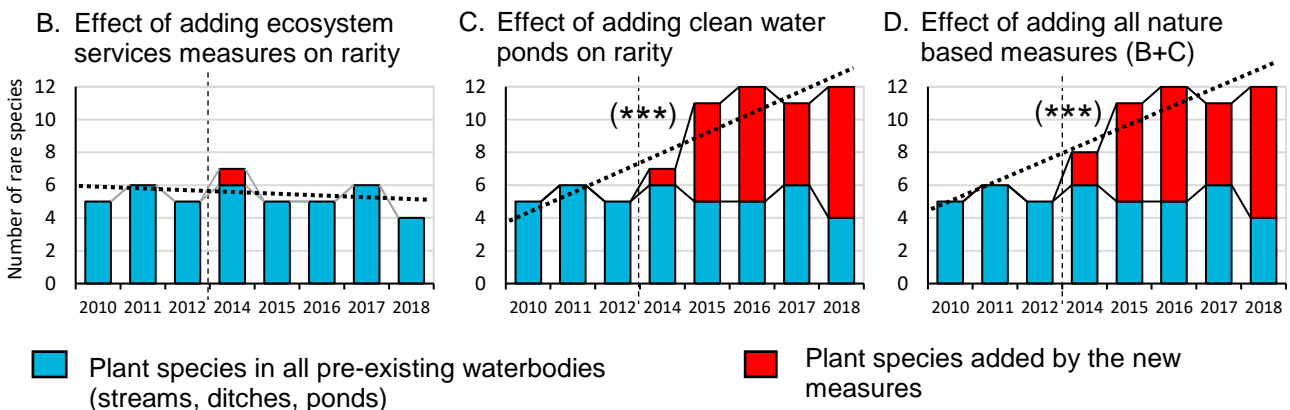 B. Effect of adding ecosystem
services measures on rarity
C. Effect of adding clean water
ponds on rarity
D. Effect of adding all nature
based measures (B+C)
Number of rare species
12
10
8
6
4
2
0
2010 2011 2012 2014 2015 2016 2017 2018
12
10
8
6
4
2
0
(***)
2010 2011 2012 2014 2015 2016 2017 2018
12
10
8
6
4
2
0
(***)
2010 2011 2012 2014 2015 2016 2017 2018
Plant species in all pre-existing waterbodies
(streams, ditches, ponds)
Plant species added by the new
measures